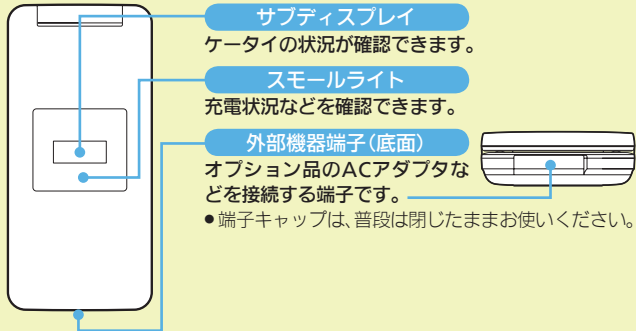 サブディスプレイ
ケータイの状況が確認できます。
スモールライト
充電状況などを確認できます。
外部機器端子(底面)
オプション品のACアダプタな
どを接続する端子です。
●端子キャップは、普段は閉じたままお使いください。